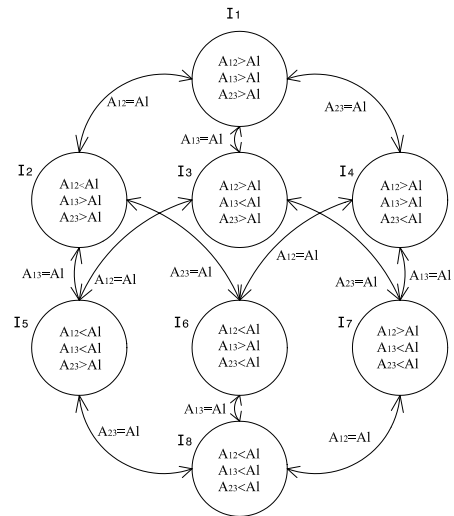 I1
A12>Al
A13>Al
A23>Al
A12=Al
A23=Al
A13=Al
I2
I3
I4
A12<Al
A13>Al
A23>Al
A12>Al
A13<Al
A23>Al
A12>Al
A13>Al
A23<Al
A13=Al
A12=Al
A23=Al
A12=Al
A23=Al
A13=Al
I5
I6
I7
A12<Al
A13<Al
A23>Al
A12<Al
A13>Al
A23<Al
A12>Al
A13<Al
A23<Al
A13=Al
A23=Al
A12=Al
I8
A12<Al
A13<Al
A23<Al